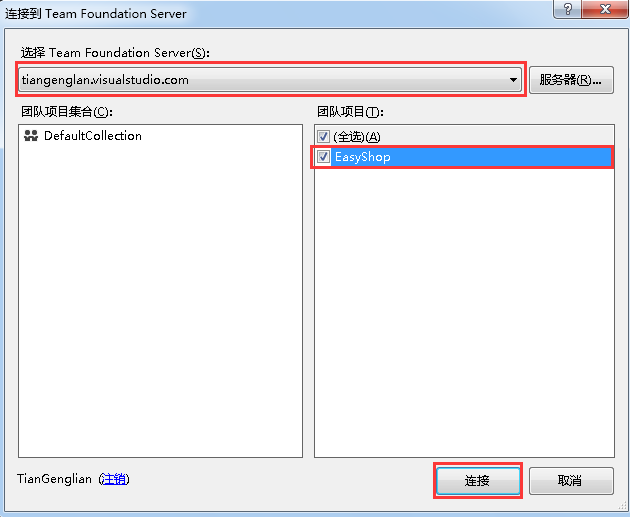 连接到 Team Foundation Server
选择 Team Foundation Server(S):
tiangenglan.visualstudio.com
服务器(R)...
团队项目集合(C):
团队项目(T):
DefaultCollection
(全选)(A)
EasyShop
TianGenglian (注销)
连接
取消